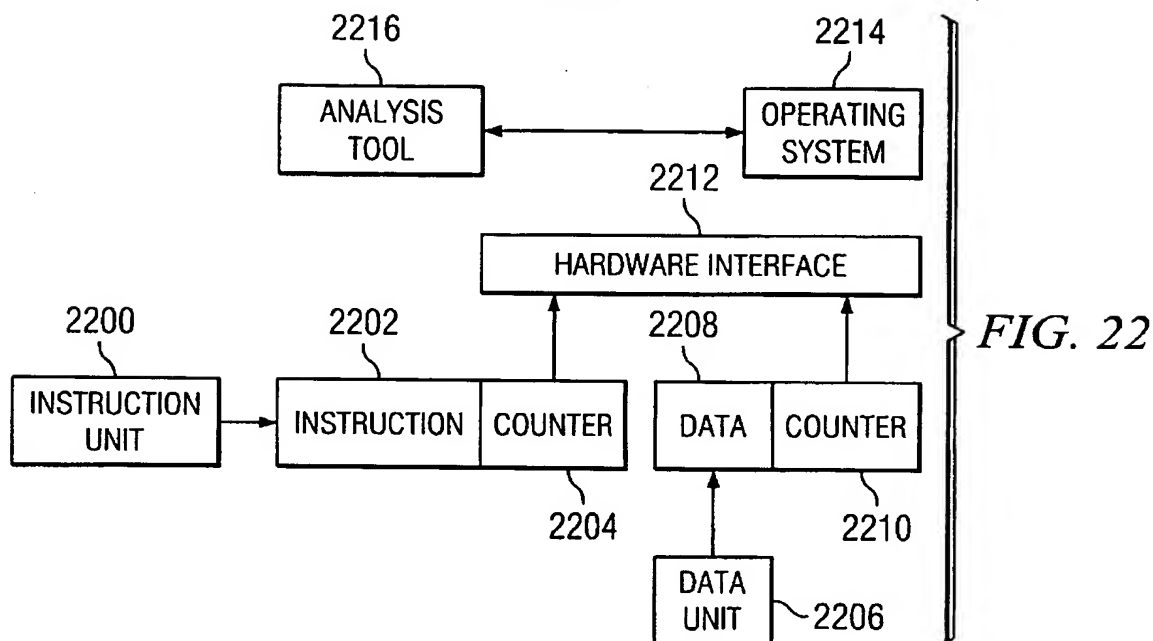 2216
2214
ANALYSIS
TOOL
OPERATING
SYSTEM
2212
HARDWARE INTERFACE
2200
2202
2208
INSTRUCTION
UNIT
INSTRUCTION
COUNTER
DATA
COUNTER
2204
2210
DATA
UNIT
2206
FIG. 22